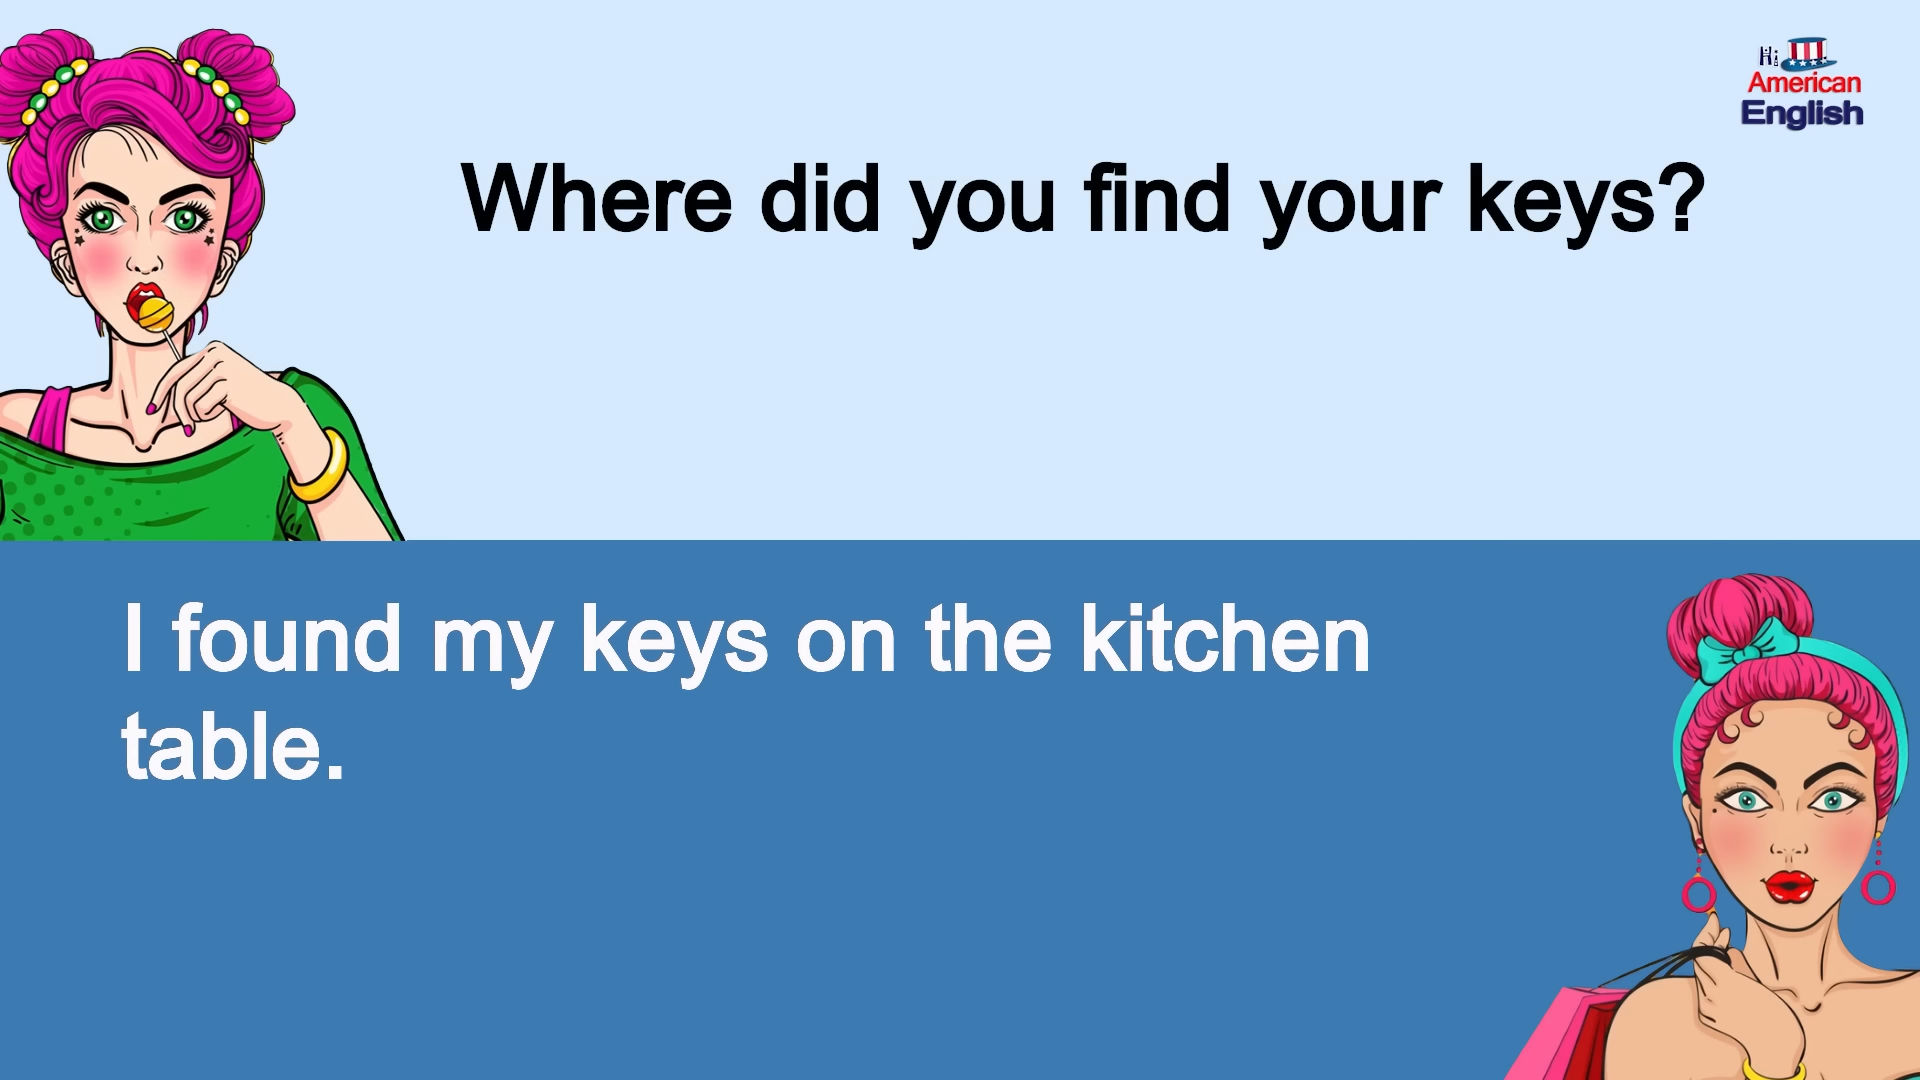 Hi
American
English
Where did you find your keys?
I found my keys on the kitchen
table.